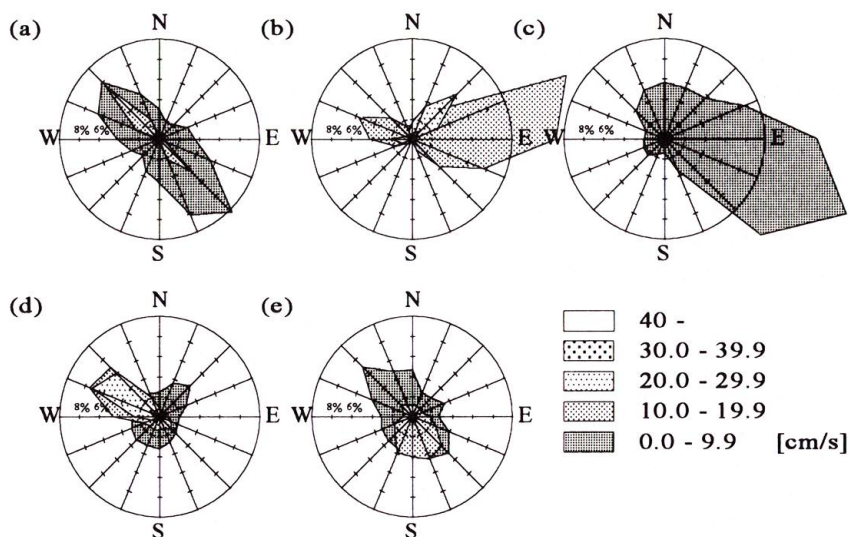 (a) N (b) N (c) N
W 8% 6% E W 8% 6% E W 8% 6% E
S S S
(d) N (e) N
W 8% 6% E W 8% 6% E
S S
40 -
30.0 - 39.9
20.0 - 29.9
10.0 - 19.9
0.0 - 9.9 [cm/s]